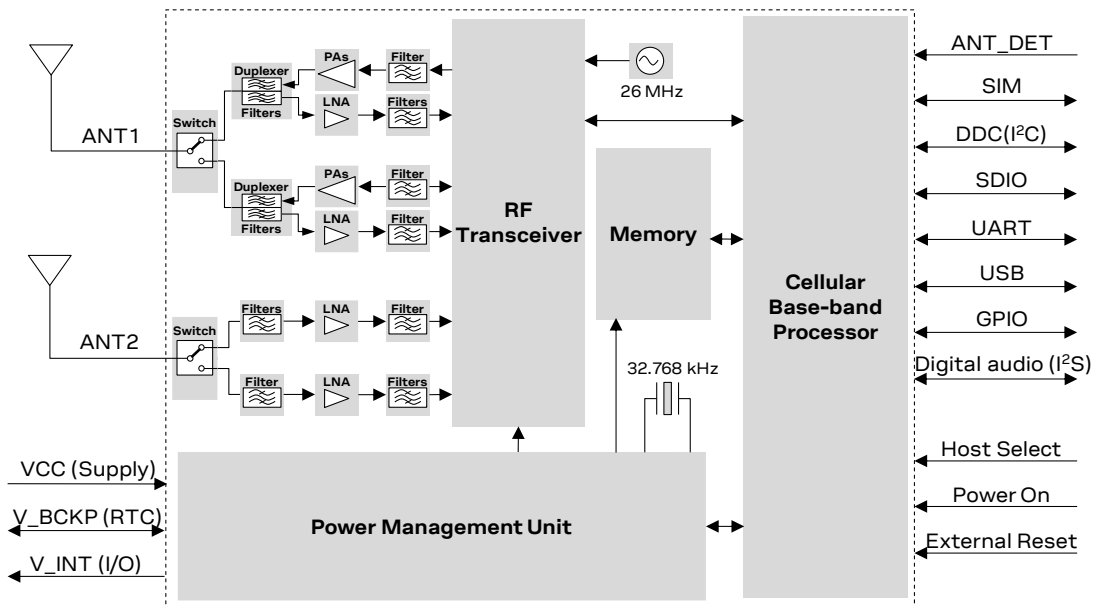 ANT1
Switch
Duplexer
Filters
PAs
Filter
LNA
Filters
Duplexer
Filters
PAs
Filter
LNA
Filter
ANT2
Switch
Filters
LNA
Filter
Filter
LNA
Filters
RF
Transceiver
26 MHz
Memory
32.768 kHz
Cellular
Base-band
Processor
Power Management Unit
VCC (Supply)
V_BCKP (RTC)
V_INT (I/O)
ANT_DET
SIM
DDC(I²C)
SDIO
UART
USB
GPIO
Digital audio (I²S)
Host Select
Power On
External Reset